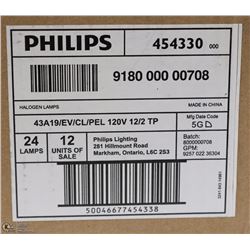 PHILIPS
454330 000
9180 000 00708
HALOGEN LAMPS
MADE IN CHINA
43A19/EV/CL/PEL 120V 12/2 TP
Mfg Date Code
5G
24
LAMPS
12
UNITS OF
SALE
Philips Lighting
281 Hillmount Road
Markham, Ontario, L6C 2S3
Batch:
8000000708
GPM:
9257 022 36304
50046677454338